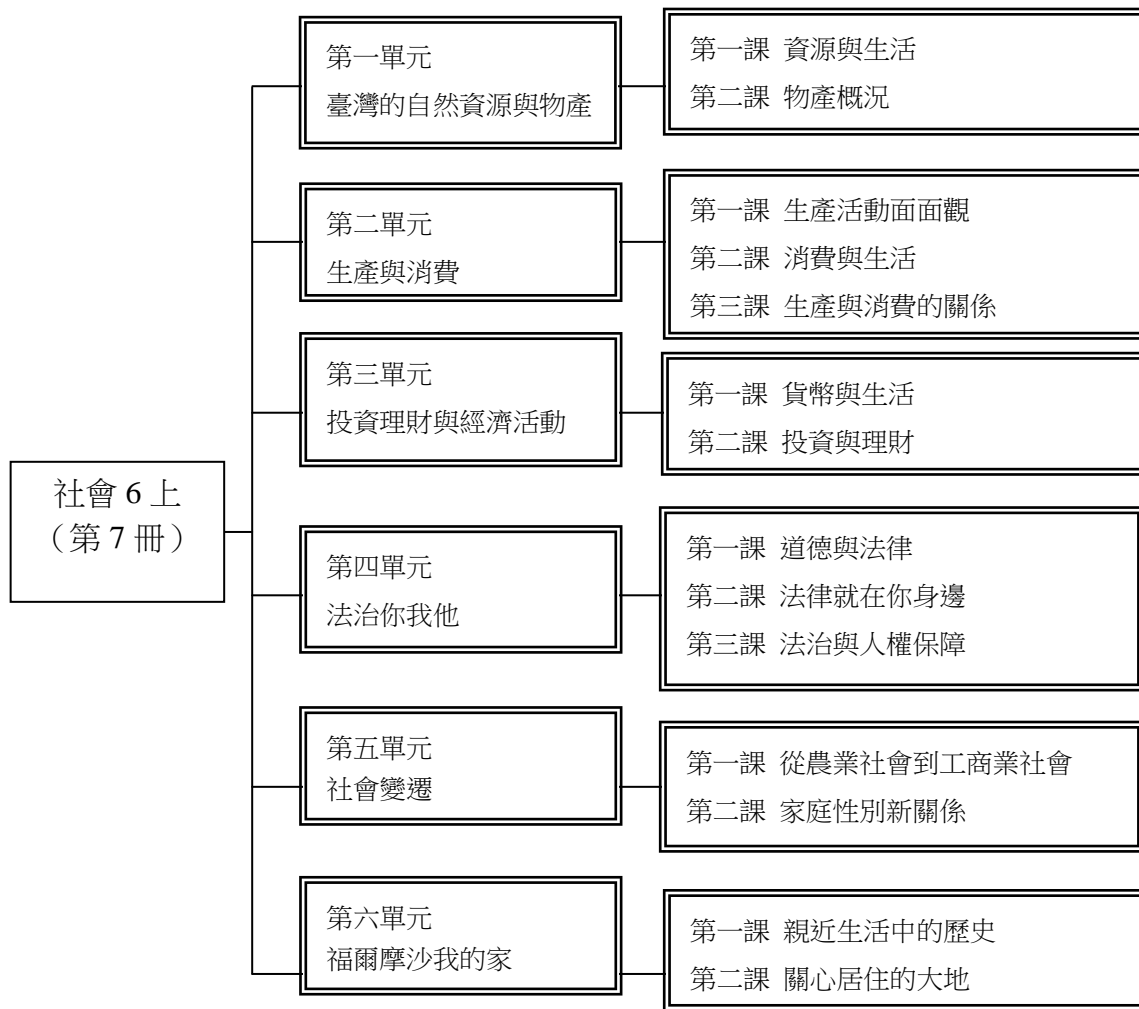 社會 6 上
（第 7 冊）
第一單元
臺灣的自然資源與物產
第一課 資源與生活
第二課 物產概況
第二單元
生產與消費
第一課 生產活動面面觀
第二課 消費與生活
第三課 生產與消費的關係
第三單元
投資理財與經濟活動
第一課 貨幣與生活
第二課 投資與理財
第四單元
法治你我他
第一課 道德與法律
第二課 法律就在你身邊
第三課 法治與人權保障
第五單元
社會變遷
第一課 從農業社會到工商業社會
第二課 家庭性別新關係
第六單元
福爾摩沙我的家
第一課 親近生活中的歷史
第二課 關心居住的大地